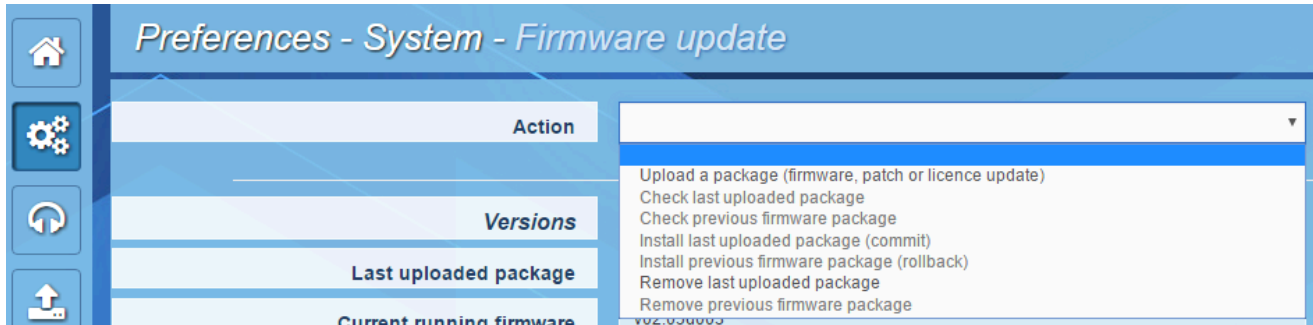 Preferences - System - Firmware update
Action
Upload a package (firmware, patch or licence update)
Check last uploaded package
Check previous firmware package
Install last uploaded package (commit)
Install previous firmware package (rollback)
Remove last uploaded package
Remove previous firmware package
Versions
Last uploaded package
Current running firmware